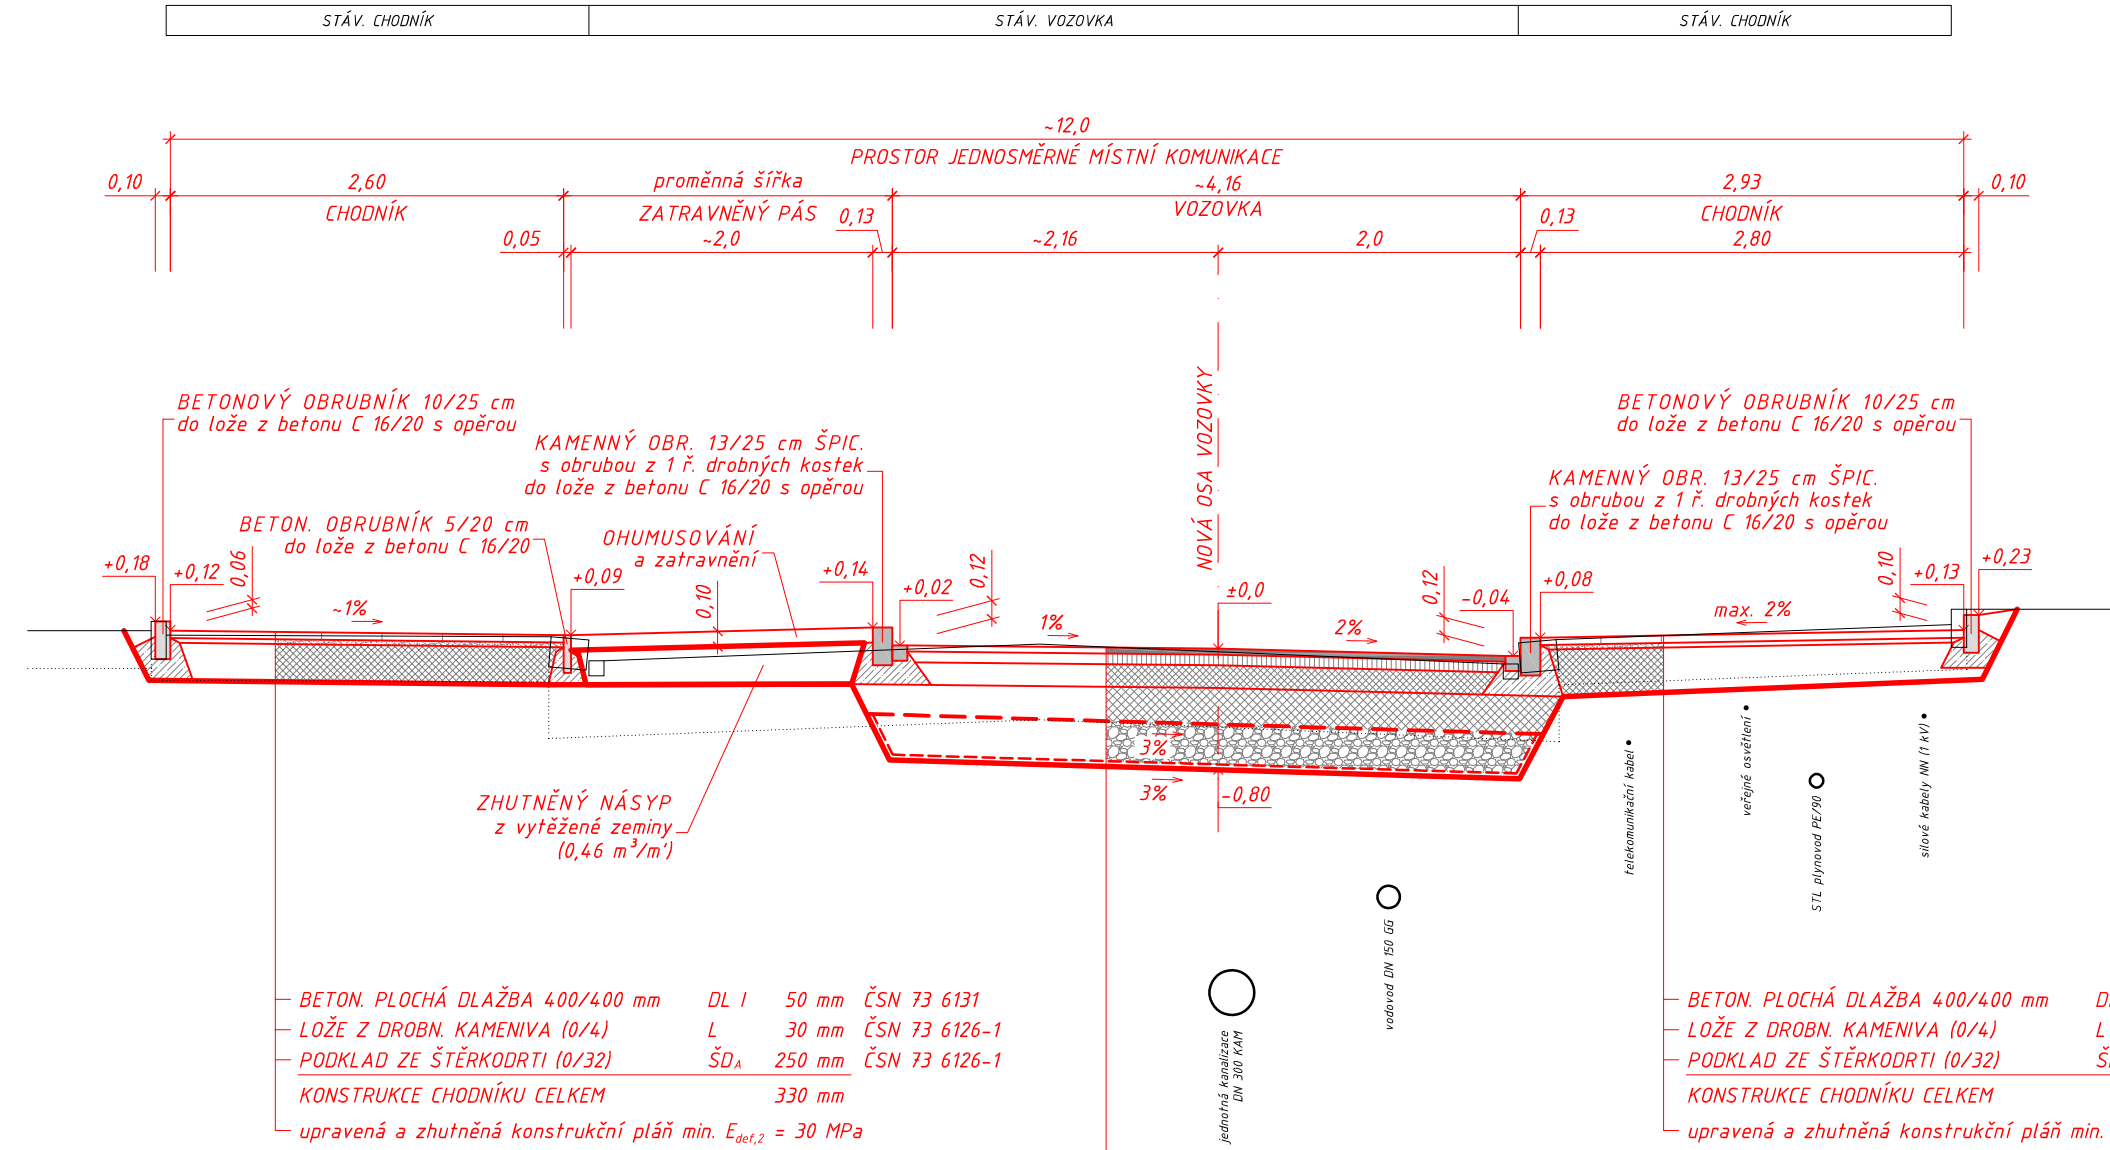 STÁV. CHODNÍK
STÁV. VOZOVKA
STÁV. CHODNÍK
~12,0
PROSTOR JEDNOSMĚRNÉ MÍSTNÍ KOMUNIKACE
0,10
2,60
proměnná šířka
~4,16
2,93
0,10
CHODNÍK
ZATRAVNĚNÝ PÁS
0,13
VOZOVKA
0,13
CHODNÍK
0,05
~2,0
~2,16
2,0
2,80
NOVÁ OSA VOZOVKY
BETONOVÝ OBRUBNÍK 10/25 cm
do lože z betonu C 16/20 s opěrou
KAMENNÝ OBR. 13/25 cm ŠPIC.
s obrubou z 1 ř. drobných kostek
do lože z betonu C 16/20 s opěrou
BETON. OBRUBNÍK 5/20 cm
do lože z betonu C 16/20
OHUMUSOVÁNÍ
a zatravnění
BETONOVÝ OBRUBNÍK 10/25 cm
do lože z betonu C 16/20 s opěrou
KAMENNÝ OBR. 13/25 cm ŠPIC.
s obrubou z 1 ř. drobných kostek
do lože z betonu C 16/20 s opěrou
+0,18
+0,12
0,06
+0,09
0,10
+0,14
+0,02
0,12
±0,0
0,12
-0,04
+0,08
0,10
+0,13
+0,23
~1%
1%
2%
max. 2%
3%
3%
-0,80
ZHUTNĚNÝ NÁSYP
z vytěžené zeminy
(0,46 m³/m')
telekomunikační kabel
veřejné osvětlení
STL plynovod PE/90
silové kabely NN (1 kV)
vodovod DN 150 GG
jednotná kanalizace
DN 300 KAM
BETON. PLOCHÁ DLAŽBA 400/400 mm DL I 50 mm ČSN 73 6131
LOŽE Z DROBN. KAMENIVA (0/4) L 30 mm ČSN 73 6126-1
PODKLAD ZE ŠTĚRKODRTI (0/32) ŠDA 250 mm ČSN 73 6126-1
KONSTRUKCE CHODNÍKU CELKEM 330 mm
upravená a zhutněná konstrukční pláň min. Edef,2 = 30 MPa
BETON. PLOCHÁ DLAŽBA 400/400 mm
LOŽE Z DROBN. KAMENIVA (0/4) L
PODKLAD ZE ŠTĚRKODRTI (0/32)
KONSTRUKCE CHODNÍKU CELKEM
upravená a zhutněná konstrukční pláň min.